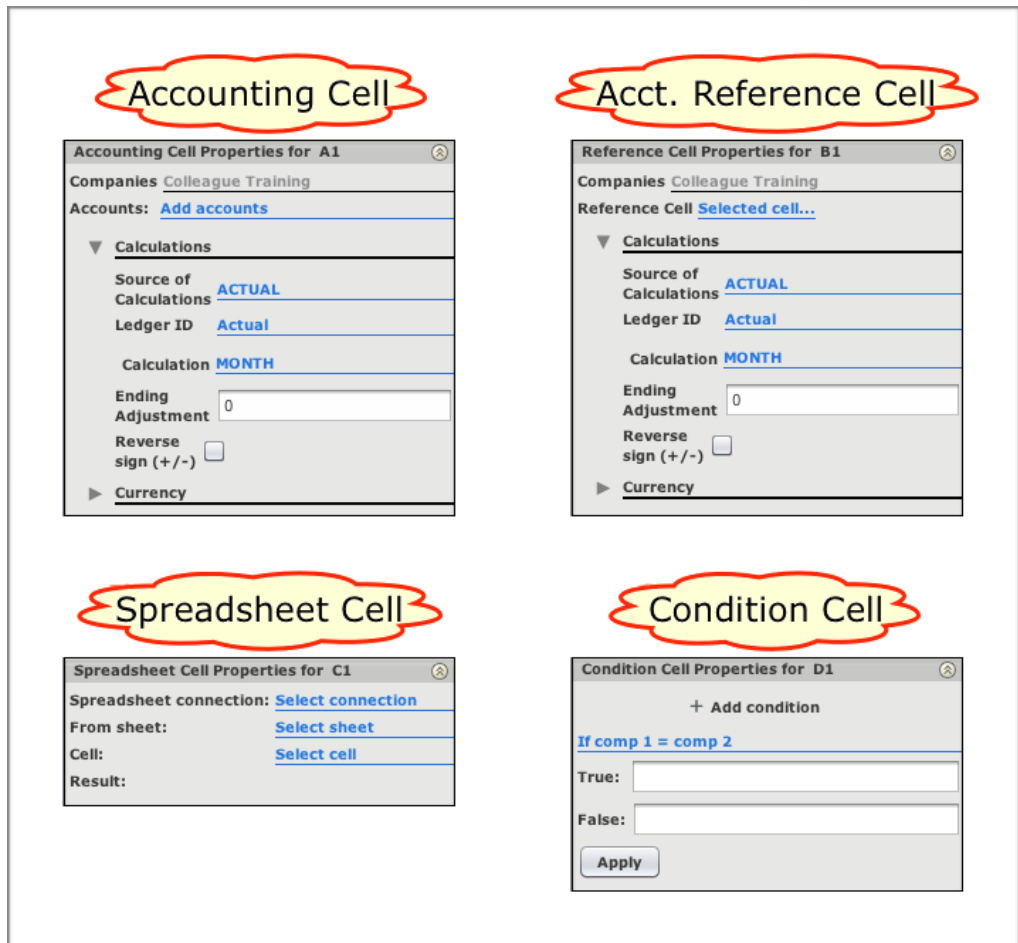 Accounting Cell
Accounting Cell Properties for A1
Companies Colleague Training
Accounts: Add accounts
Calculations
Source of
Calculations ACTUAL
Ledger ID Actual
Calculation MONTH
Ending
Adjustment 0
Reverse
sign (+/-)
Currency
Acct. Reference Cell
Reference Cell Properties for B1
Companies Colleague Training
Reference Cell Selected cell...
Calculations
Source of
Calculations ACTUAL
Ledger ID Actual
Calculation MONTH
Ending
Adjustment 0
Reverse
sign (+/-)
Currency
Spreadsheet Cell
Spreadsheet Cell Properties for C1
Spreadsheet connection: Select connection
From sheet: Select sheet
Cell: Select cell
Result:
Condition Cell
Condition Cell Properties for D1
+ Add condition
If comp 1 = comp 2
True:
False:
Apply